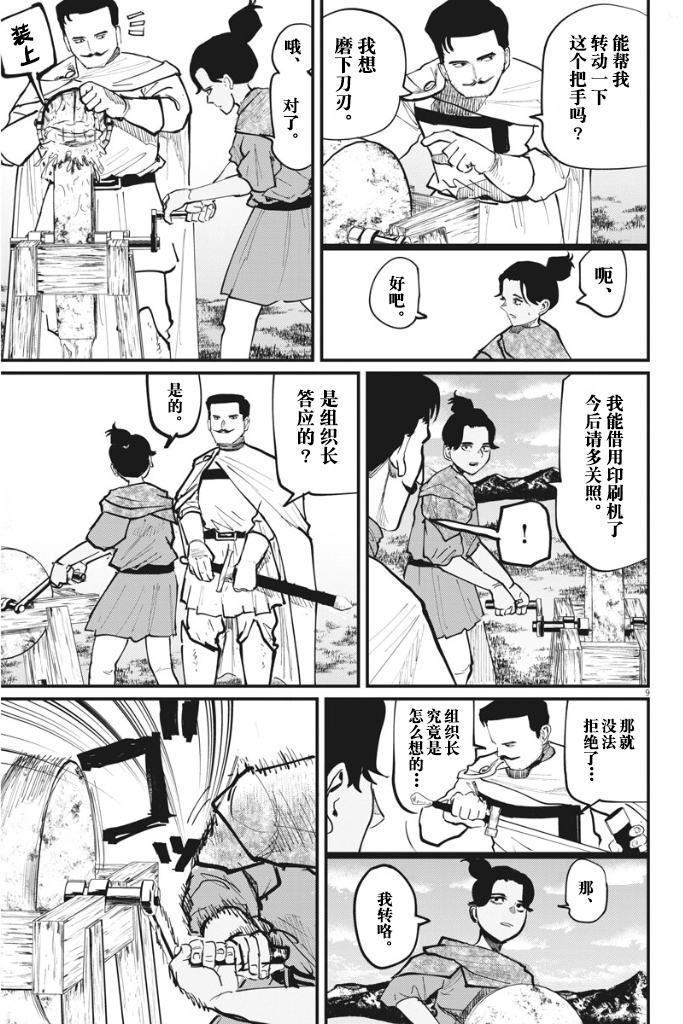 能帮我
转动一下
这个把手吗？
我想
磨下刀刃。
呃、
好吧。
哦、
对了。
装上
我能借用印刷机了
今后请多关照。
！
是组织长
答应的？
是的。
9
那就
没法
拒绝了…
组织长
究竟是
怎么想的…
那、
我转咯。